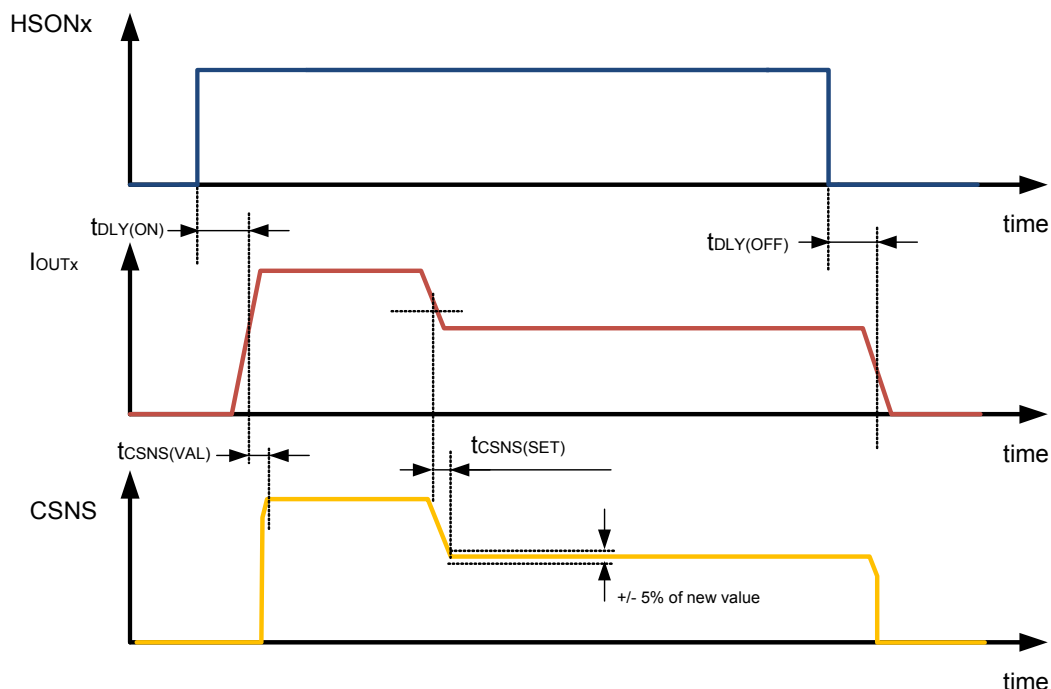 HSONx
time
tDLY(ON)
tDLY(OFF)
IOUTx
time
tCSNS(VAL)
tCSNS(SET)
CSNS
+/- 5% of new value
time